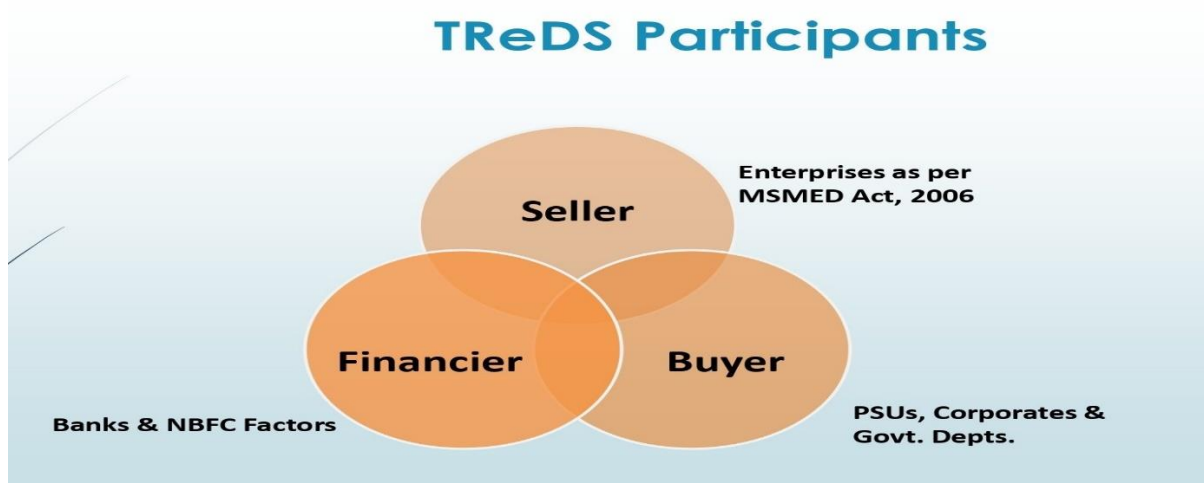 TReDS Participants
Seller
Enterprises as per
MSMED Act, 2006
Financier
Buyer
Banks & NBFC Factors
PSUs, Corporates &
Govt. Depts.